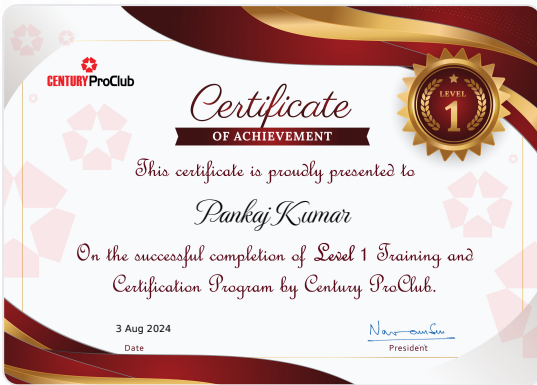 CENTURY ProClub
LEVEL
1
Certificate
OF ACHIEVEMENT
This certificate is proudly presented to
Pankaj Kumar
On the successful completion of Level 1 Training and
Certification Program by Century ProClub.
3 Aug 2024
Date
President